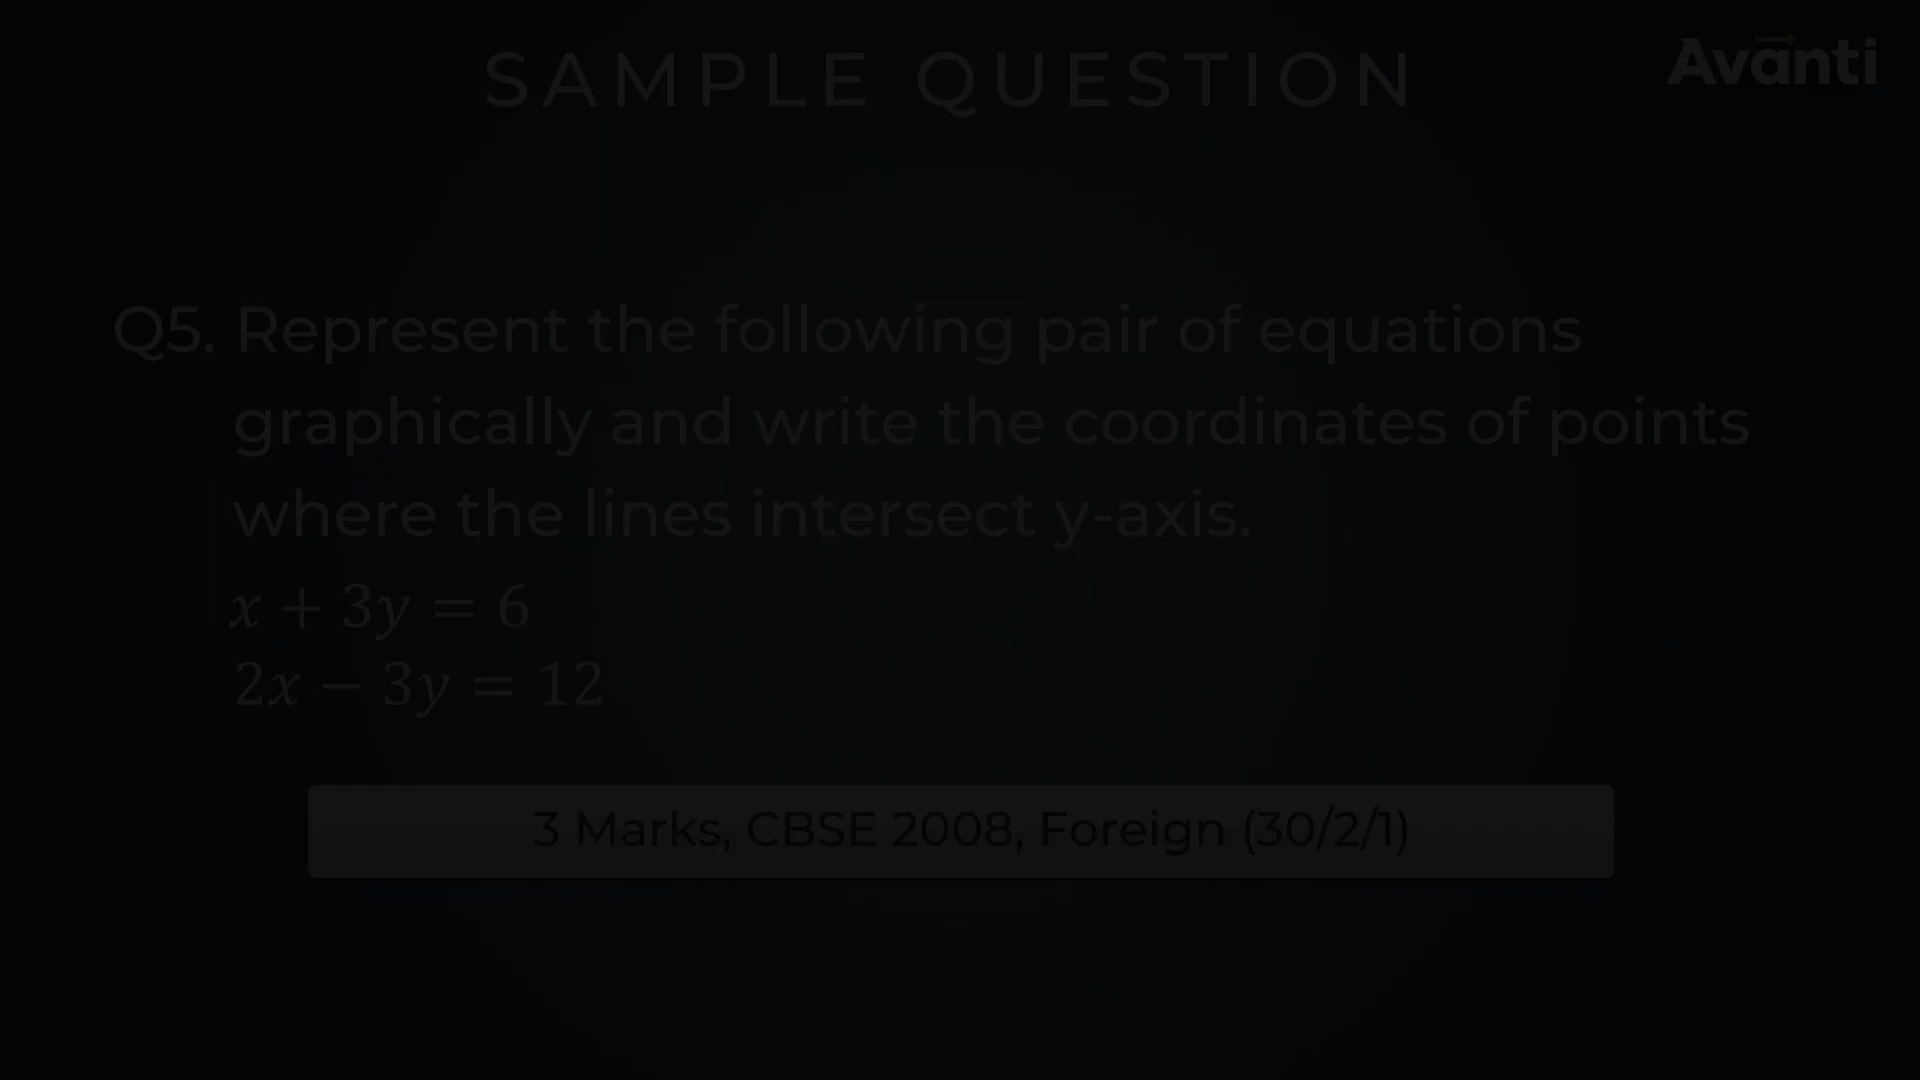 SAMPLE QUESTION
Avanti
Q5. Represent the following pair of equations
graphically and write the coordinates of points
where the lines intersect y-axis.
x + 3y = 6
2x − 3y = 12
3 Marks, CBSE 2008, Foreign (30/2/1)